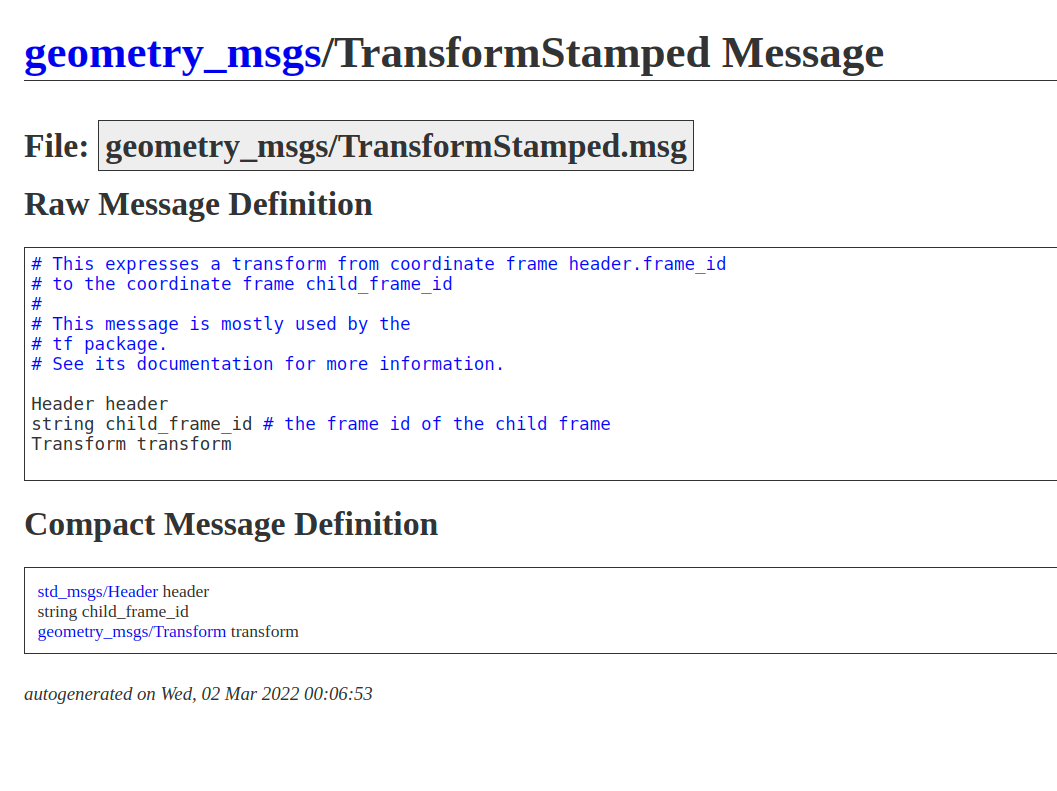 geometry_msgs/TransformStamped Message
File: geometry_msgs/TransformStamped.msg
Raw Message Definition
# This expresses a transform from coordinate frame header.frame_id
# to the coordinate frame child_frame_id
#
# This message is mostly used by the
# tf package.
# See its documentation for more information.
Header header
string child_frame_id # the frame id of the child frame
Transform transform
Compact Message Definition
std_msgs/Header header
string child_frame_id
geometry_msgs/Transform transform
autogenerated on Wed, 02 Mar 2022 00:06:53